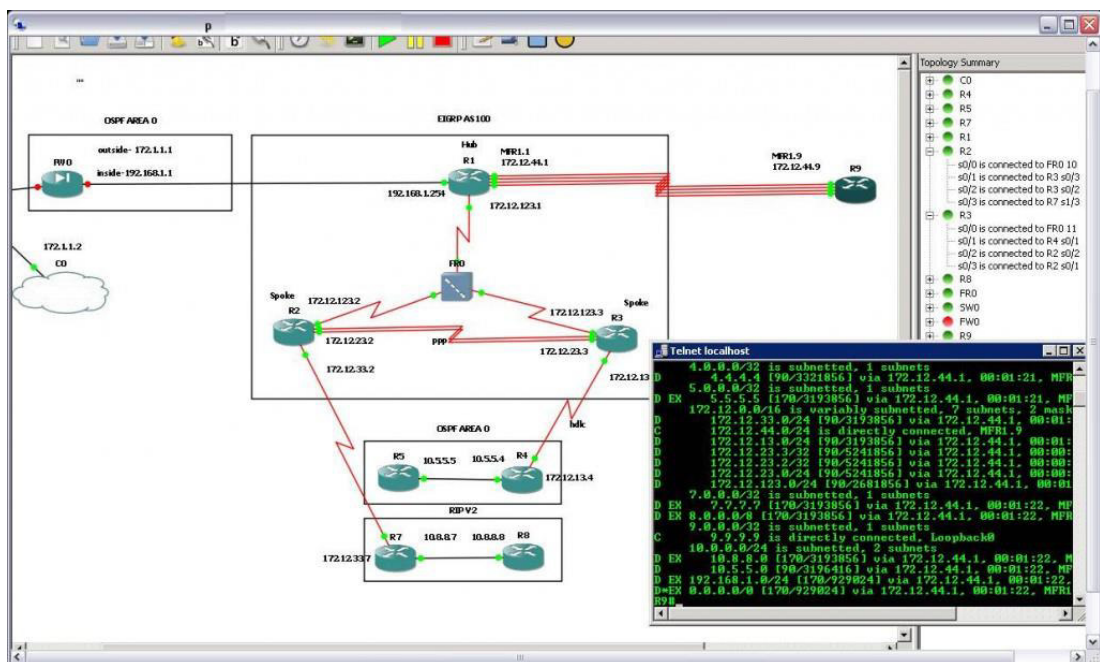 p
b
OSPF AREA 0
outside- 172.1.1.1
FW0
inside-192.168.1.1
172.1.1.2
C0
EIGRP AS100
Hub
R1
MFR1.1
172.12.44.1
192.168.1.254
172.12.123.1
MFR1.9
172.12.44.9
R9
FR0
Spoke
172.12.123.2
R2
172.12.23.2
172.12.33.2
PPP
172.12.123.3
Spoke
R3
172.12.23.3
172.12.13
hdlc
OSPF AREA 0
R5
10.5.5.5
10.5.5.4
R4
172.12.13.4
RIP V2
R7
10.8.8.7
10.8.8.8
R8
172.12.33.7
Topology Summary
C0
R4
R5
R7
R1
R2
s0/0 is connected to FR0 10
s0/1 is connected to R3 s0/3
s0/2 is connected to R3 s0/2
s0/3 is connected to R7 s1/3
R3
s0/0 is connected to FR0 11
s0/1 is connected to R4 s0/1
s0/2 is connected to R2 s0/2
s0/3 is connected to R2 s0/1
R8
FR0
SW0
FW0
R9
Telnet localhost
4.0.0.0/32 is subnetted, 1 subnets
D 4.4.4.4 [90/3321856] via 172.12.44.1, 00:01:21, MFR
5.0.0.0/32 is subnetted, 1 subnets
D EX 5.5.5.5 [170/3193856] via 172.12.44.1, 00:01:21, MF
172.12.0.0/16 is variably subnetted, 7 subnets, 2 mask
D 172.12.33.0/24 [90/3193856] via 172.12.44.1, 00:01:
C 172.12.44.0/24 is directly connected, MFR1.9
D 172.12.13.0/24 [90/3193856] via 172.12.44.1, 00:01:
D 172.12.23.3/32 [90/5241856] via 172.12.44.1, 00:00:
D 172.12.23.2/32 [90/5241856] via 172.12.44.1, 00:00:
D 172.12.23.0/24 [90/5241856] via 172.12.44.1, 00:00:
D 172.12.123.0/24 [90/2681856] via 172.12.44.1, 00:01
7.0.0.0/32 is subnetted, 1 subnets
D EX 7.7.7.7 [170/3193856] via 172.12.44.1, 00:01:22, MF
D EX 8.0.0.0/8 [170/3193856] via 172.12.44.1, 00:01:22, MFR
9.0.0.0/32 is subnetted, 1 subnets
C 9.9.9.9 is directly connected, Loopback0
10.0.0.0/24 is subnetted, 2 subnets
D EX 10.8.8.0 [170/3193856] via 172.12.44.1, 00:01:22, M
D 10.5.5.0 [90/3196416] via 172.12.44.1, 00:01:22, MF
D EX 192.168.1.0/24 [170/929024] via 172.12.44.1, 00:01:22,
D*EX 0.0.0.0/0 [170/929024] via 172.12.44.1, 00:01:22, MFR1
R9#